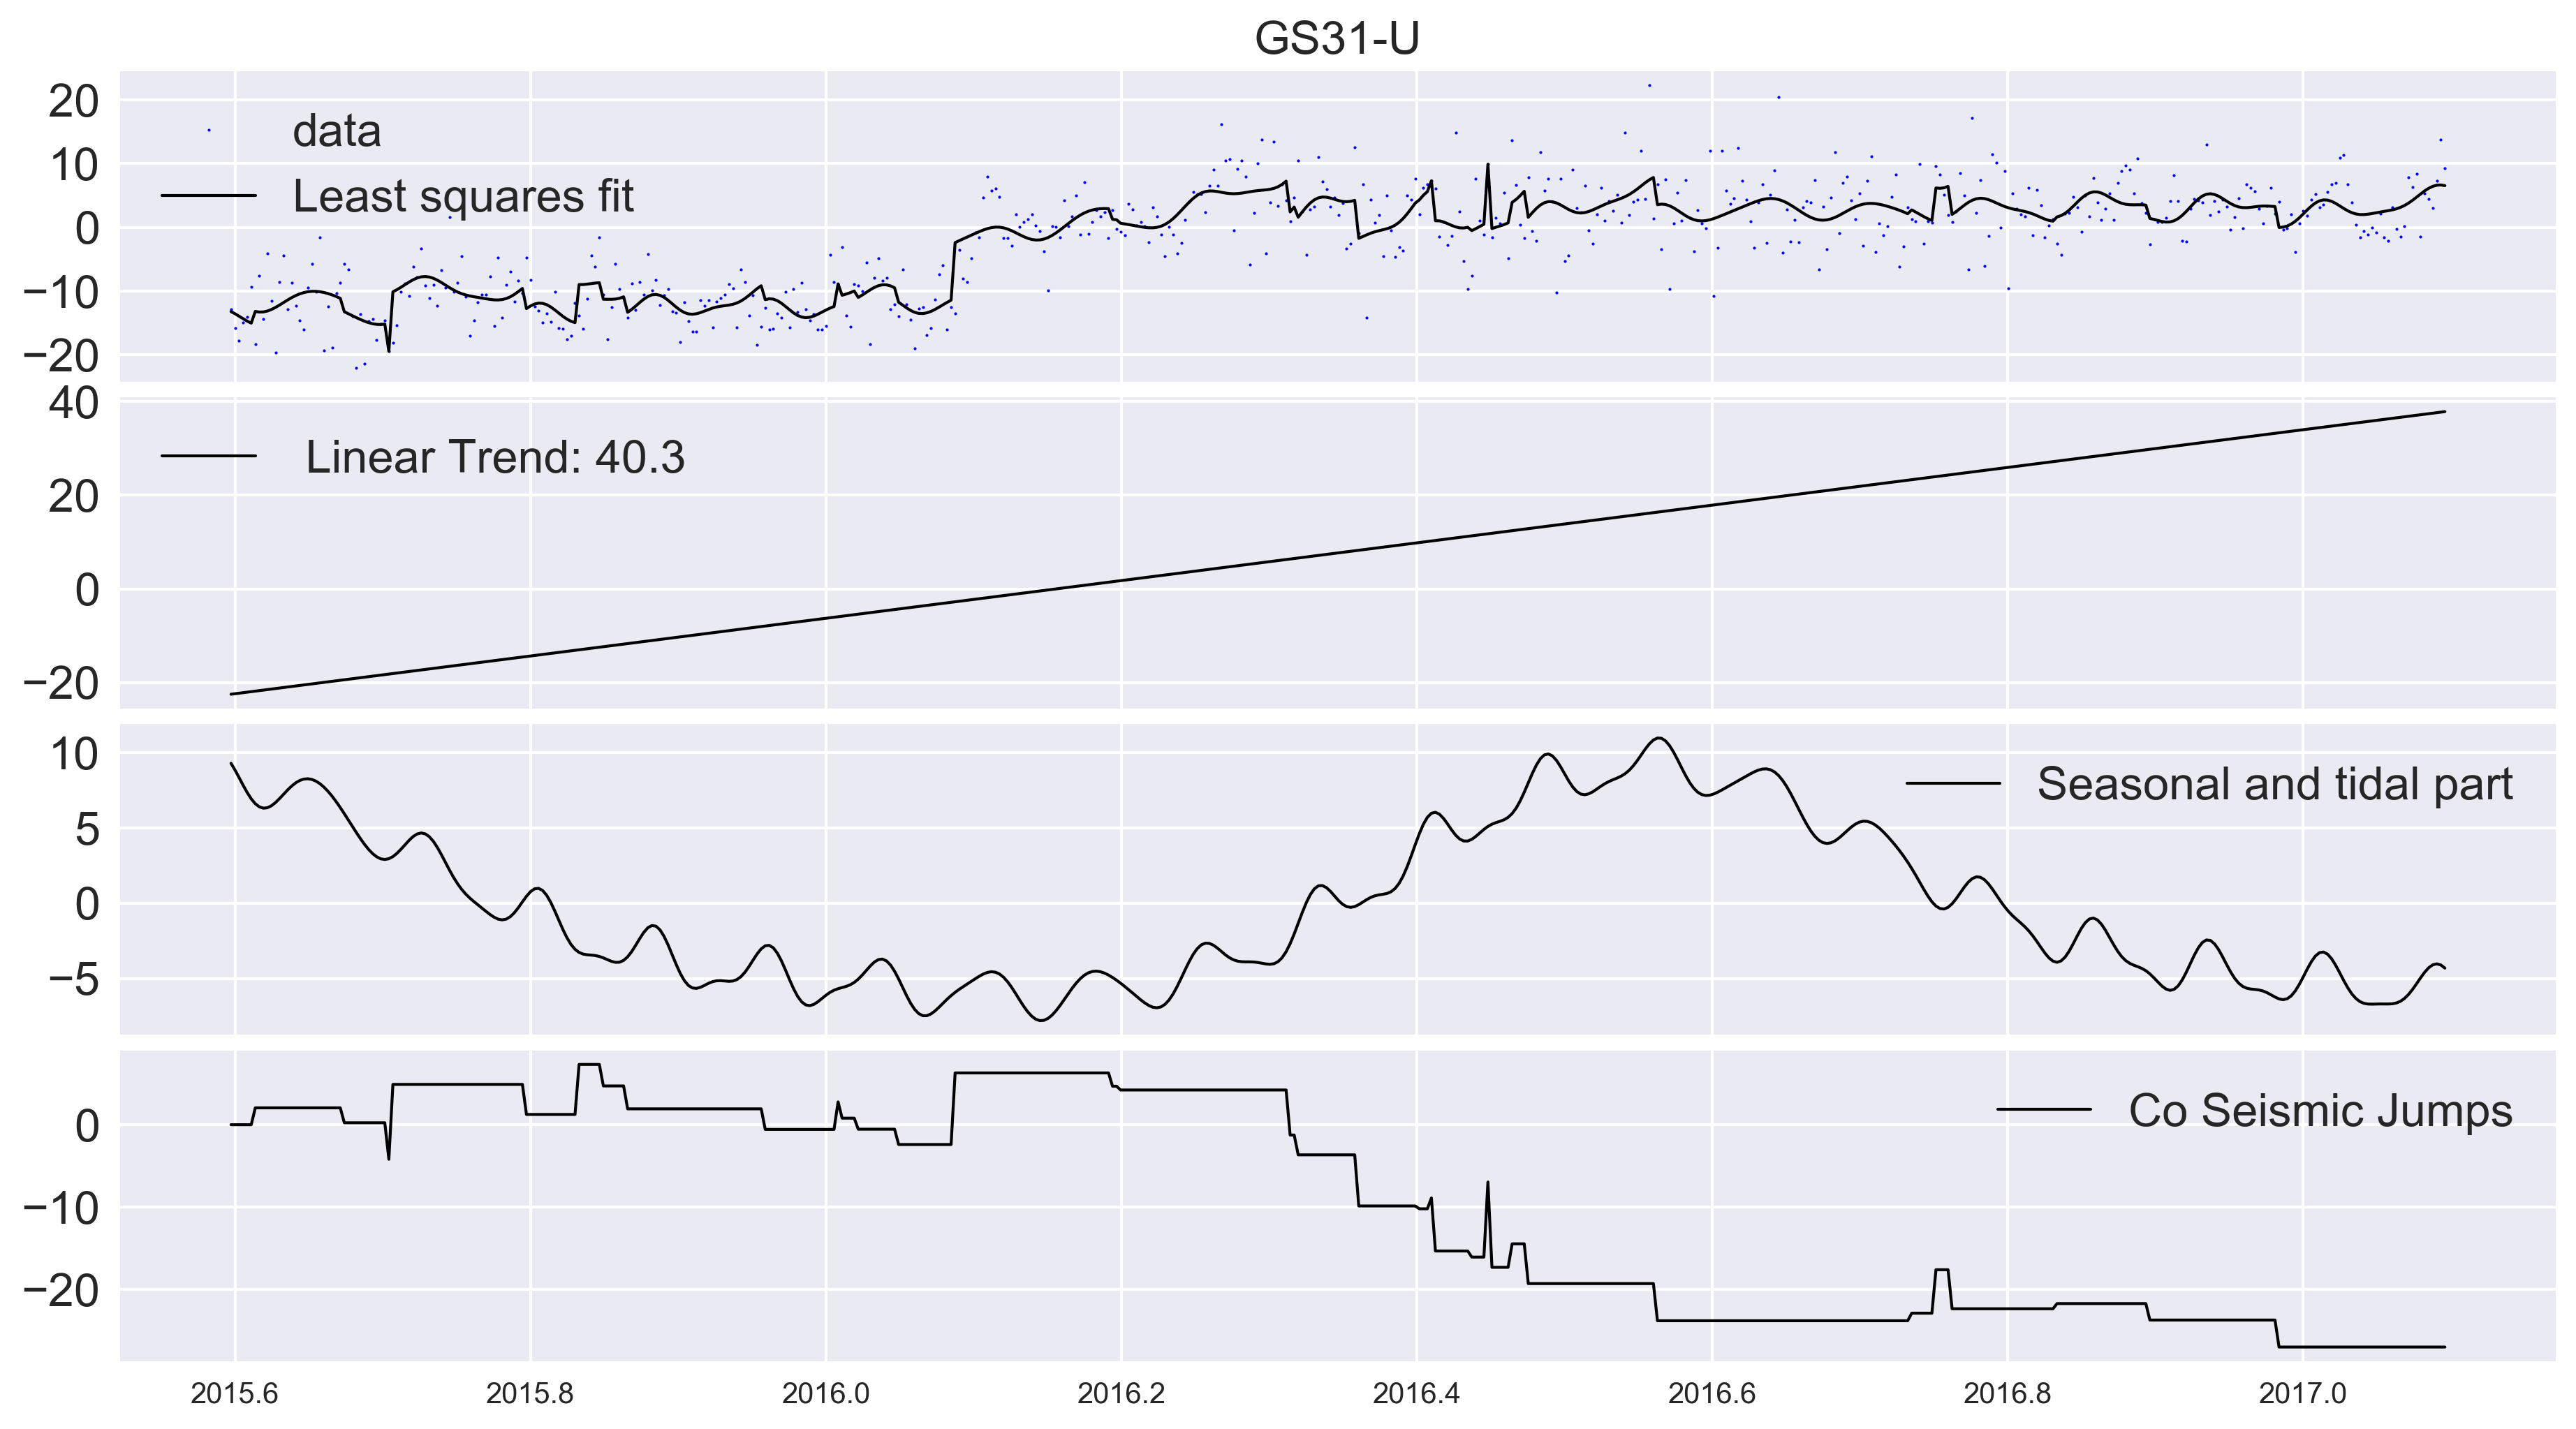 GS31-U
20
10
0
−10
−20
data
Least squares fit
40
20
0
−20
Linear Trend: 40.3
10
5
0
−5
Seasonal and tidal part
0
−10
−20
Co Seismic Jumps
2015.6 2015.8 2016.0 2016.2 2016.4 2016.6 2016.8 2017.0